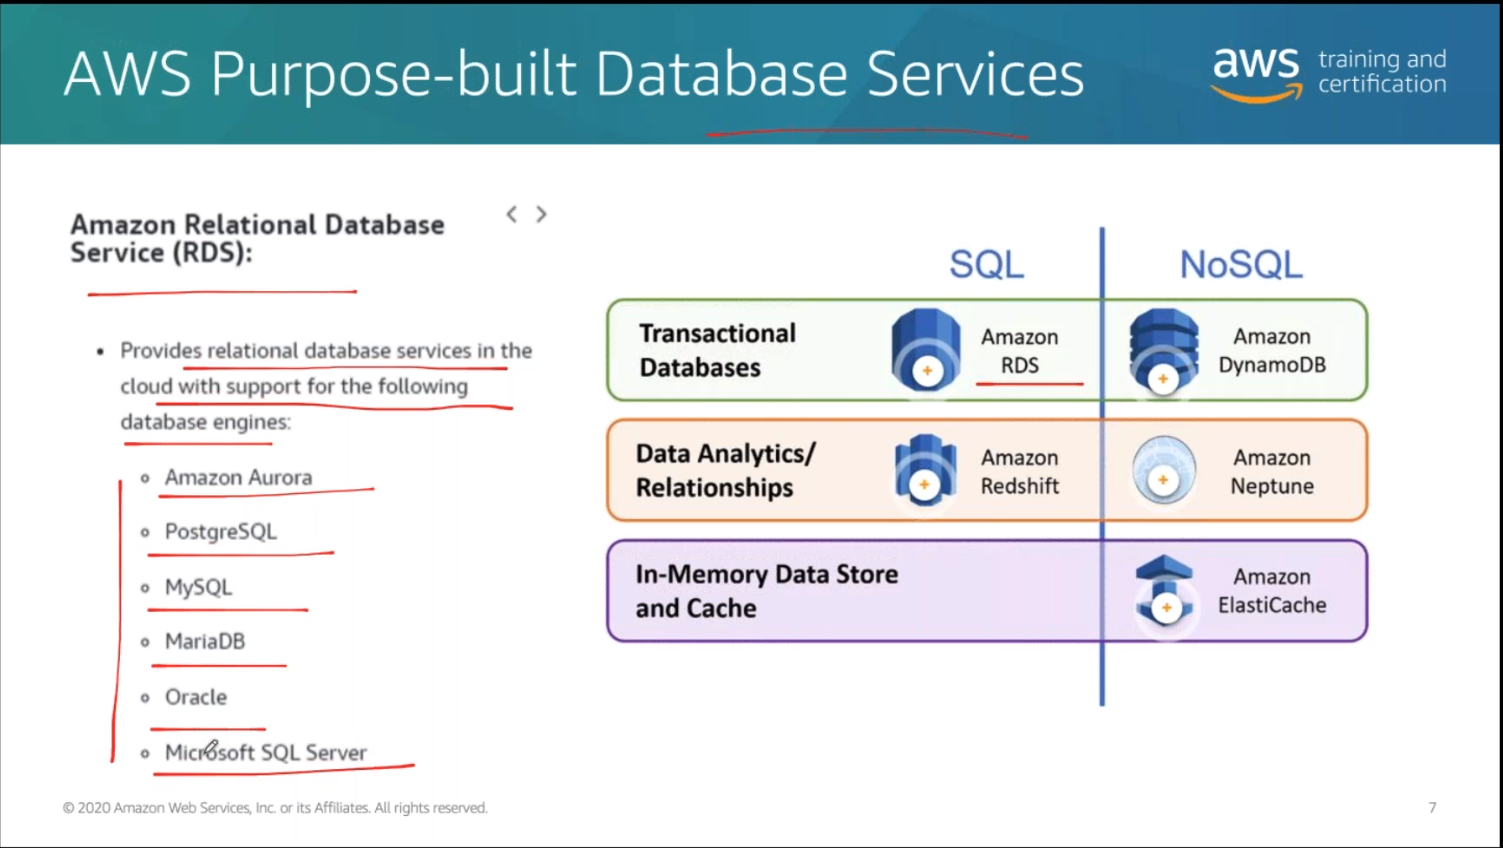 AWS Purpose-built Database Services
aws training and
certification
Amazon Relational Database
Service (RDS):
Provides relational database services in the
cloud with support for the following
database engines:
Amazon Aurora
PostgreSQL
MySQL
MariaDB
Oracle
Microsoft SQL Server
SQL
NoSQL
Transactional
Databases
Amazon
RDS
Amazon
DynamoDB
Data Analytics/
Relationships
Amazon
Redshift
Amazon
Neptune
In-Memory Data Store
and Cache
Amazon
ElastiCache
© 2020 Amazon Web Services, Inc. or its Affiliates. All rights reserved.
7